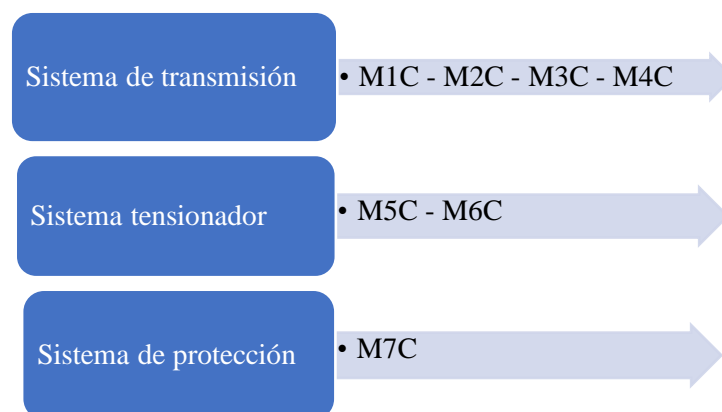 Sistema de transmisión
• M1C - M2C - M3C - M4C
Sistema tensionador
• M5C - M6C
Sistema de protección
• M7C